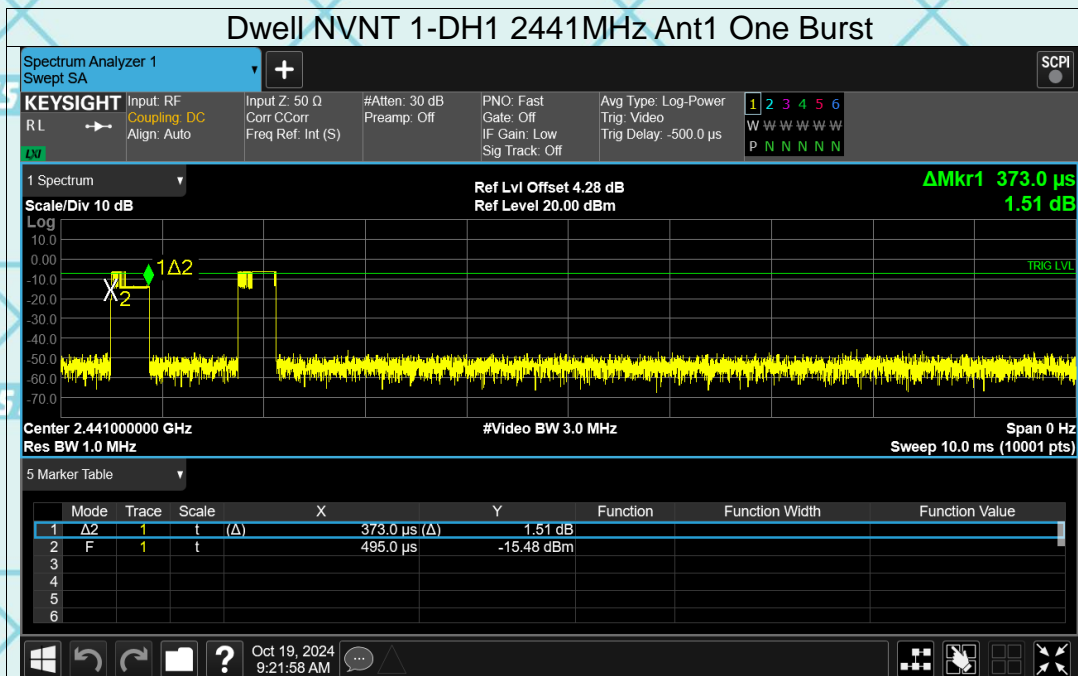 Dwell NVNT 1-DH1 2441MHz Ant1 One Burst
Spectrum Analyzer 1
Swept SA
+
SCPI
KEYSIGHT
RL
LXI
Input: RF
Coupling: DC
Align: Auto
Input Z: 50 Ω
Corr CCorr
Freq Ref: Int (S)
#Atten: 30 dB
Preamp: Off
PNO: Fast
Gate: Off
IF Gain: Low
Sig Track: Off
Avg Type: Log-Power
Trig: Video
Trig Delay: -500.0 µs
1 2 3 4 5 6
W W W W W W
P N N N N N
1 Spectrum
Scale/Div 10 dB
Ref Lvl Offset 4.28 dB
Ref Level 20.00 dBm
ΔMkr1 373.0 µs
1.51 dB
Log
10.0
0.00
-10.0
-20.0
-30.0
-40.0
-50.0
-60.0
-70.0
1Δ2
X2
TRIG LVL
Center 2.441000000 GHz
Res BW 1.0 MHz
#Video BW 3.0 MHz
Span 0 Hz
Sweep 10.0 ms (10001 pts)
5 Marker Table
Mode Trace Scale X Y Function Function Width Function Value
1 Δ2 1 t (Δ) 373.0 µs (Δ) 1.51 dB
2 F 1 t 495.0 µs -15.48 dBm
3
4
5
6
?
Oct 19, 2024
9:21:58 AM